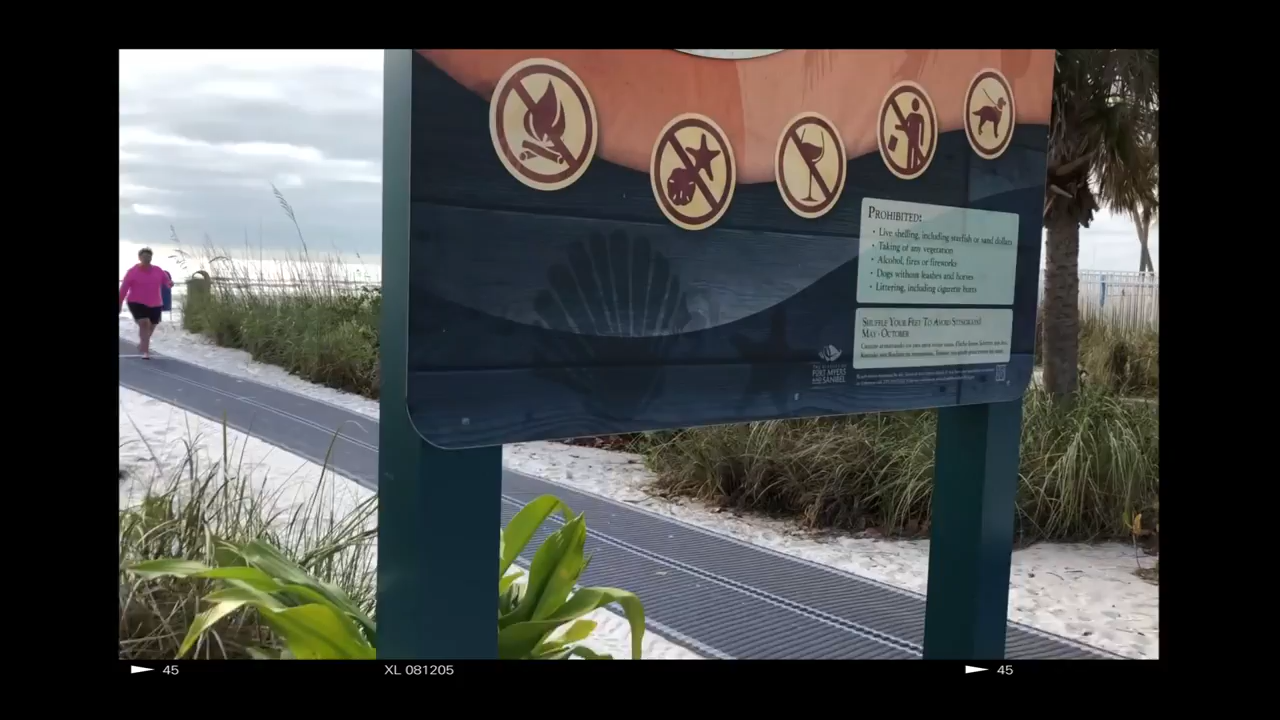 PROHIBITED:
• Live shelling, including starfish or sand dollars
• Taking of any vegetation
• Alcohol, fires or fireworks
• Dogs without leashes and horses
• Littering, including cigarette butts
SHUFFLE YOUR FEET TO AVOID STINGRAYS!
MAY - OCTOBER
FORT MYERS
SANIBEL
45
XL 081205
45